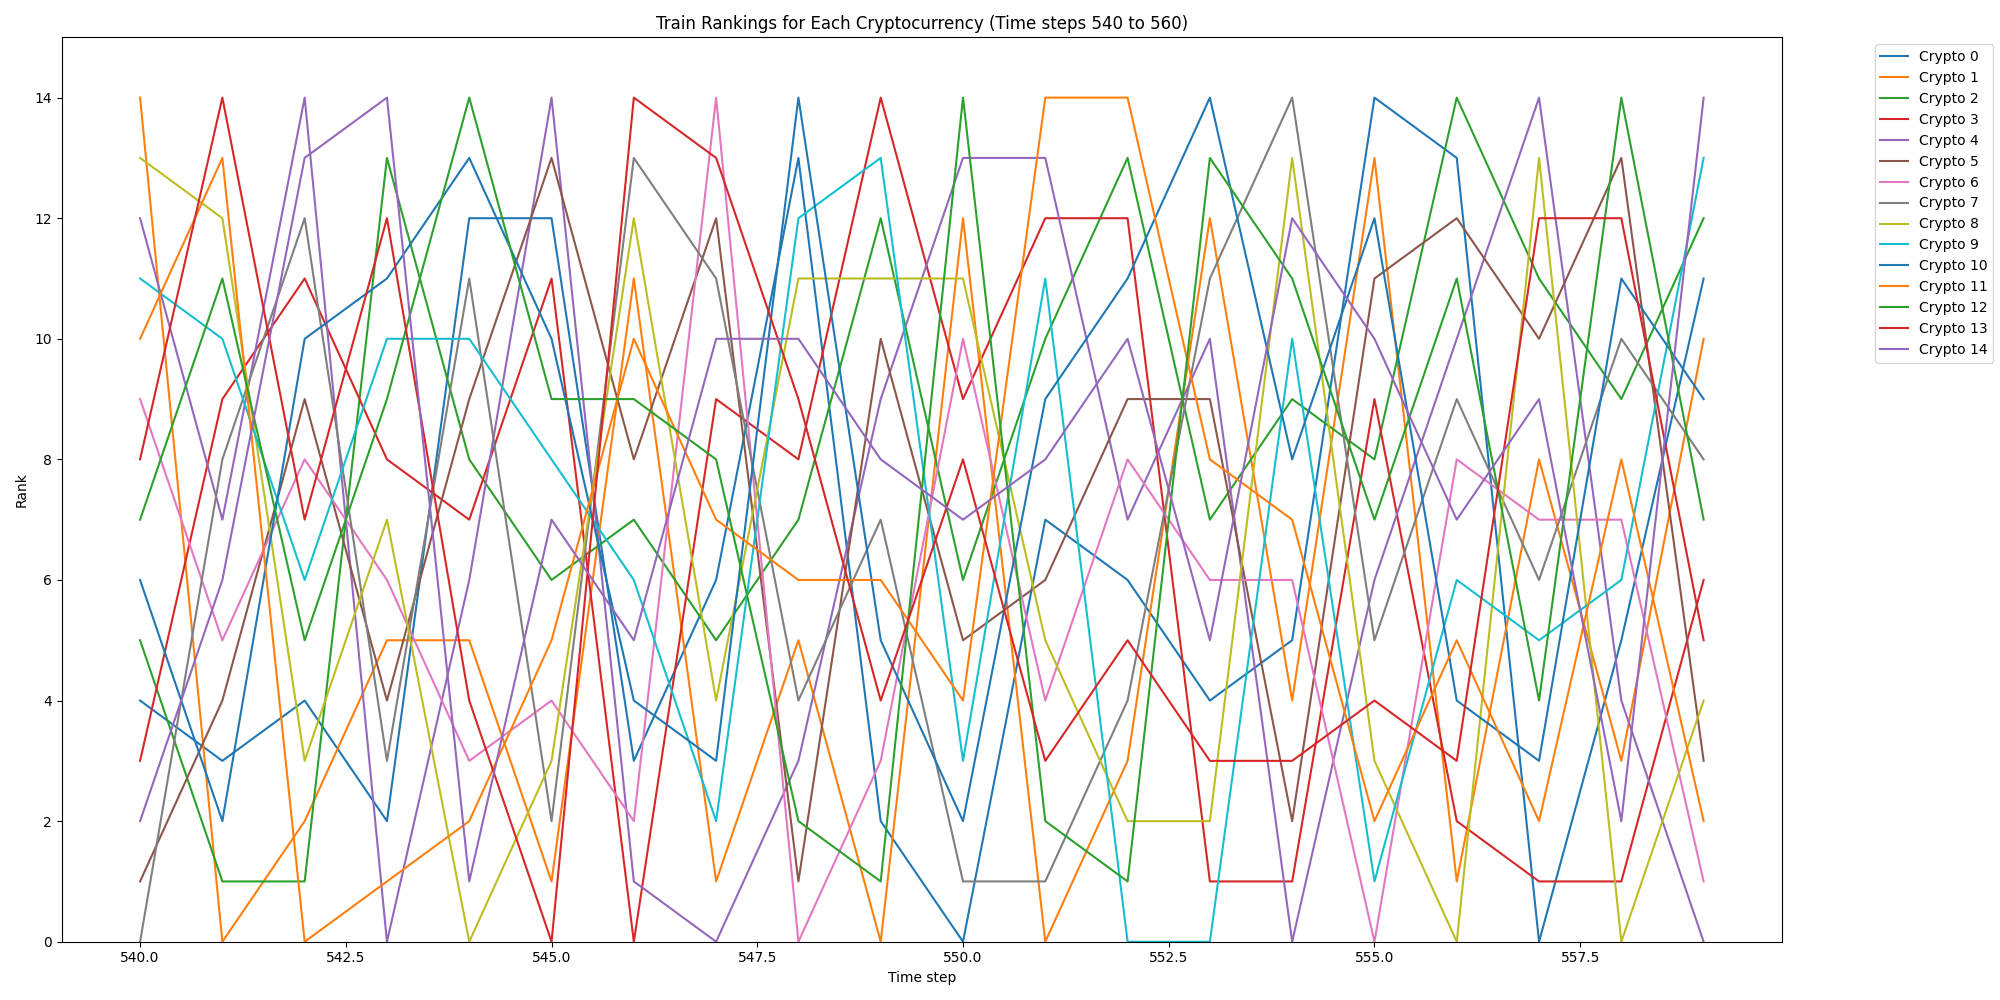 Train Rankings for Each Cryptocurrency (Time steps 540 to 560)
Rank
14
12
10
8
6
4
2
0
540.0 542.5 545.0 547.5 550.0 552.5 555.0 557.5
Time step
Crypto 0
Crypto 1
Crypto 2
Crypto 3
Crypto 4
Crypto 5
Crypto 6
Crypto 7
Crypto 8
Crypto 9
Crypto 10
Crypto 11
Crypto 12
Crypto 13
Crypto 14